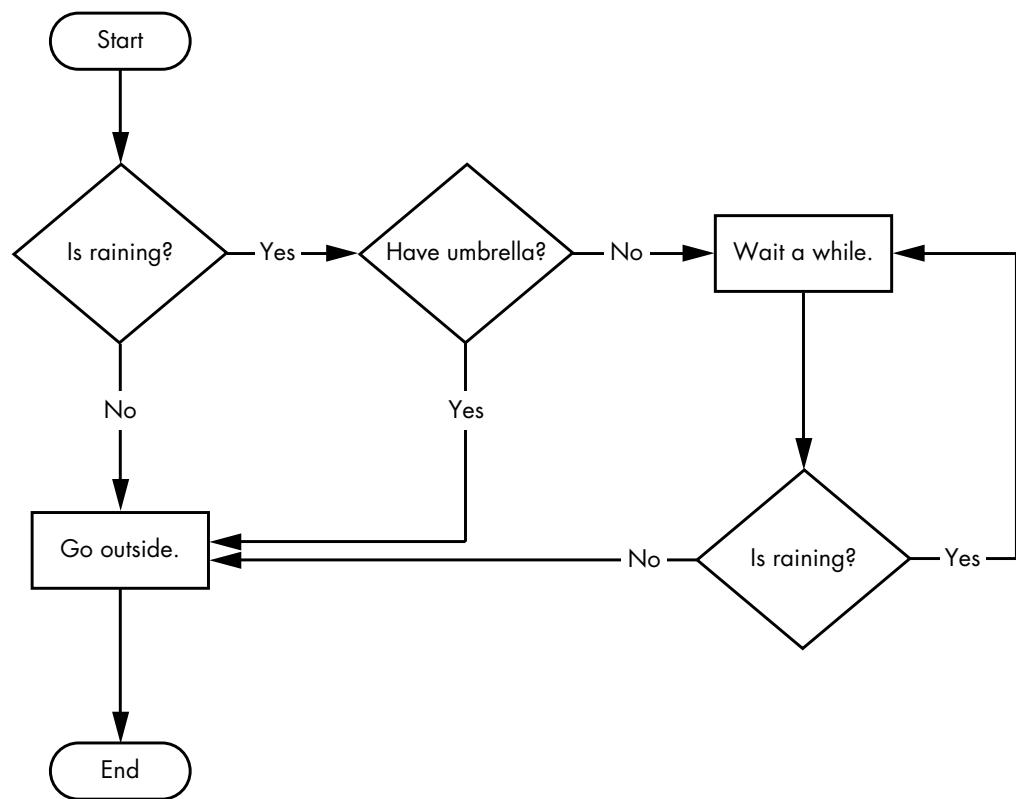 Start
Is raining?
Yes
Have umbrella?
No
Wait a while.
No
Yes
Go outside.
No
Is raining?
Yes
End